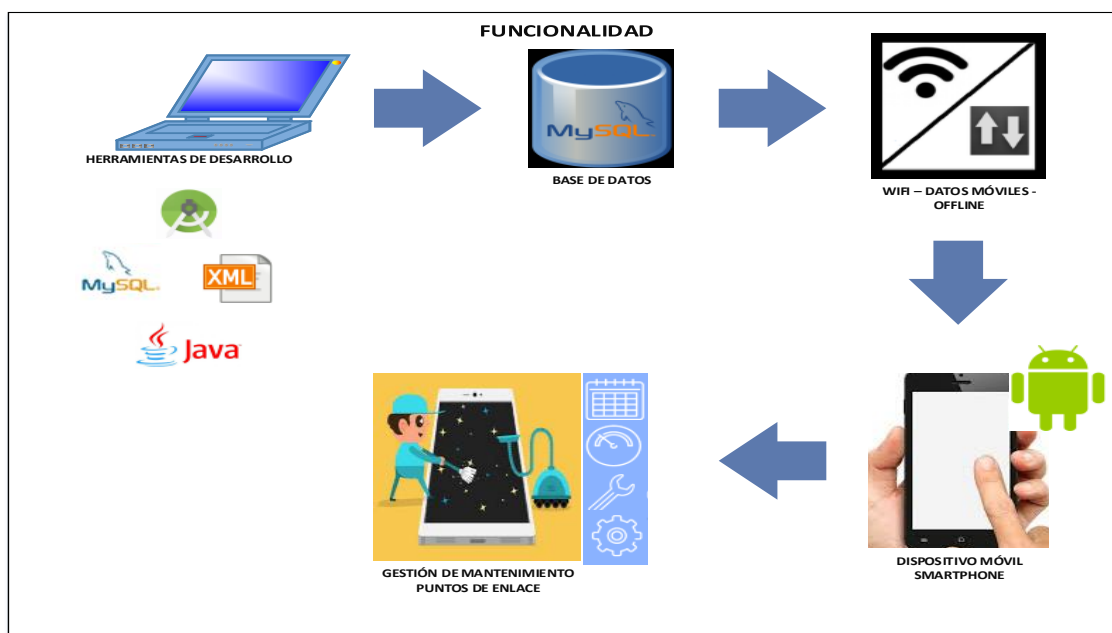 FUNCIONALIDAD
HERRAMIENTAS DE DESARROLLO
MySQL
BASE DE DATOS
WIFI – DATOS MÓVILES -
OFFLINE
MySQL
XML
Java
GESTIÓN DE MANTENIMIENTO
PUNTOS DE ENLACE
DISPOSITIVO MÓVIL
SMARTPHONE